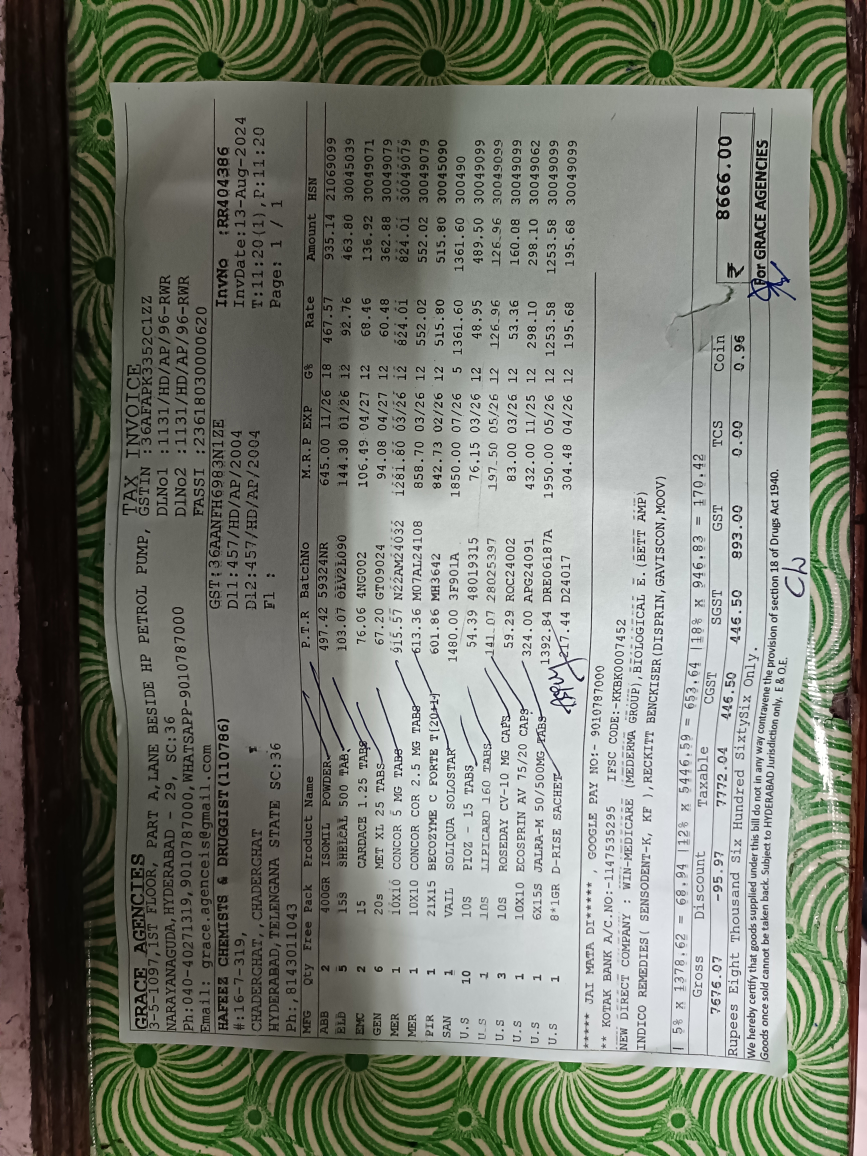 TAX INVOICE
GRACE AGENCIES
3-5-1097,1ST FLOOR, PART A,LANE BESIDE HP PETROL PUMP, GSTIN :36AFAPK3352C1ZZ
NARAYANAGUDA,HYDERABAD - 29, SC:36 DLNo1 :1131/HD/AP/96-RWR
Ph:040-40271319,9010787000,WHATSAPP-9010787000 DlNo2 :1131/HD/AP/96-RWR
Email: grace.agenceis@gmail.com FASSI :23618030000620
HAFEEZ CHEMISTS & DRUGGIST(110786) GST:36AANFH6983N1ZE InvNo :RR404386
#:16-7-319, D11:457/HD/AP/2004 InvDate:13-Aug-2024
CHADERGHAT,,CHADERGHAT D12:457/HD/AP/2004 T:11:20(1),P:11:20
HYDERABAD,TELENGANA STATE SC:36 Fl : Page: 1 / 1
Ph:,8143011043
MFG Qty Free Pack Product Name P.T.R BatchNo M.R.P EXP G% Rate Amount HSN
ABB 2 400GR ISOMIL POWDER 497.42 59324NR 645.00 11/26 18 467.57 935.14 21069099
ELD 5 15S SHELCAL 500 TAB. 103.07 OLV2L090 144.30 01/26 12 92.76 463.80 30045039
EMC 2 15 CARDACE 1.25 TABS 76.06 4NG002 106.49 04/27 12 68.46 136.92 30049071
GEN 6 20s MET XL 25 TABS 67.20 GT09024 94.08 04/27 12 60.48 362.88 30049079
MER 1 10X10 CONCOR 5 MG TABS 915.57 N22AM24032 1281.80 03/26 12 824.01 824.01 30049079
MER 1 10X10 CONCOR COR 2.5 MG TABS 613.36 MO7AL24108 858.70 03/26 12 552.02 552.02 30049079
PIR 1 21X15 BECOZYME C FORTE T[20+1] 601.86 MH3642 842.73 02/26 12 515.80 515.80 30045090
SAN 1 VAIL SOLIQUA SOLOSTAR 1480.00 3F901A 1850.00 07/26 5 1361.60 1361.60 300490
U.S 10 10S PIOZ - 15 TABS 54.39 48019315 76.15 03/26 12 48.95 489.50 30049099
U.S 1 10S LIPICARD 160 TABS 141.07 28025397 197.50 05/26 12 126.96 126.96 30049099
U.S 3 10S ROSEDAY CV-10 MG CAPS 59.29 ROC24002 83.00 03/26 12 53.36 160.08 30049099
U.S 1 10X10 ECOSPRIN AV 75/20 CAPS 324.00 APG24091 432.00 11/25 12 298.10 298.10 30049062
U.S 1 6X15S JALRA-M 50/500MG TABS 1392.84 DRE06187A 1950.00 05/26 12 1253.58 1253.58 30049099
U.S 1 8*1GR D-RISE SACHET 217.44 D24017 304.48 04/26 12 195.68 195.68 30049099
***** JAI MATA DI***** , GOOGLE PAY NO:- 9010787000
** KOTAK BANK A/C.NO:-1147535295 IFSC CODE:-KKBK0007452
NEW DIRECT COMPANY : WIN-MEDICARE (MEDERMA GROUP),BIOLOGICAL E. (BETT AMP)
INDICO REMEDIES( SENSODENT-K, KF ),RECKITT BENCKISER(DISPRIN,GAVISCON,MOOV)
| 5% x 1378.62 = 68.94 |12% x 5446.59 = 653.64 |18% x 946.83 = 170.42
Gross Discount Taxable CGST SGST GST TCS Coin
7676.07 -95.97 7772.04 446.50 446.50 893.00 0.00 0.96 ₹ 8666.00
Rupees Eight Thousand Six Hundred SixtySix Only.
We hereby certify that goods supplied under this bill do not in any way contravene the provision of section 18 of Drugs Act 1940. For GRACE AGENCIES
Goods once sold cannot be taken back. Subject to HYDERABAD Jurisdiction only. E & O.E.